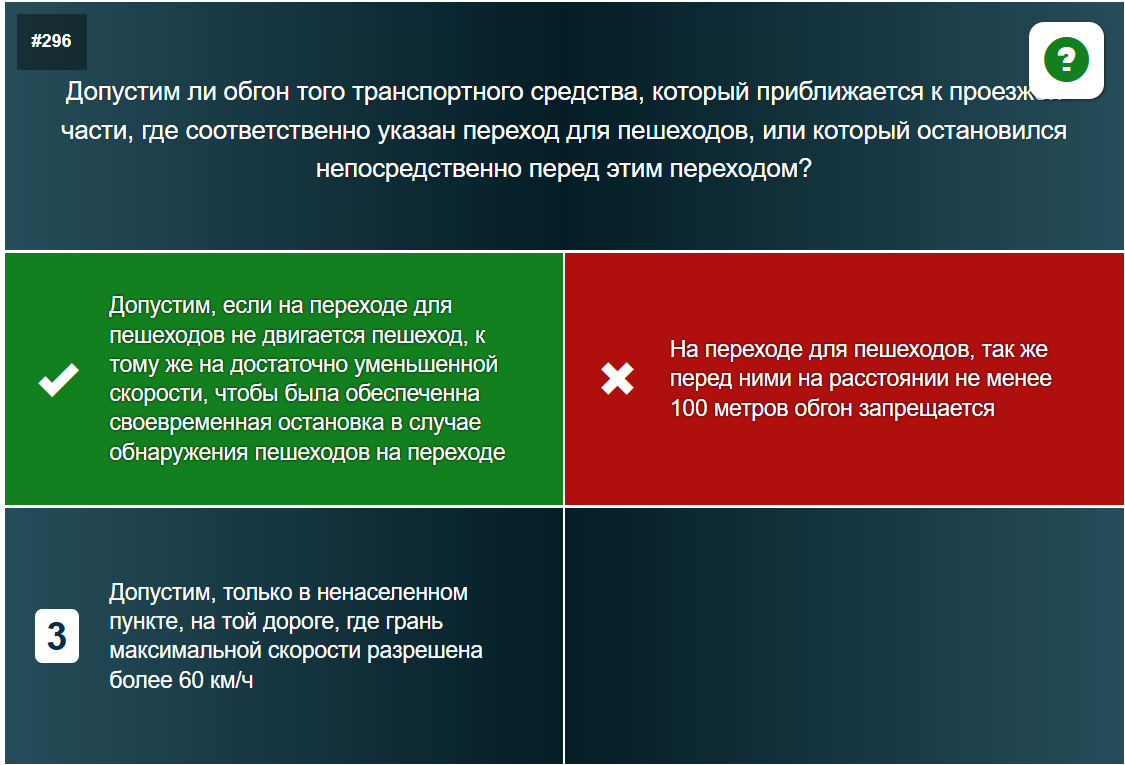 #296
?
Допустим ли обгон того транспортного средства, который приближается к проезжей
части, где соответственно указан переход для пешеходов, или который остановился
непосредственно перед этим переходом?
Допустим, если на переходе для
пешеходов не двигается пешеход, к
тому же на достаточно уменьшенной
скорости, чтобы была обеспеченна
своевременная остановка в случае
обнаружения пешеходов на переходе
На переходе для пешеходов, так же
перед ними на расстоянии не менее
100 метров обгон запрещается
3
Допустим, только в ненаселенном
пункте, на той дороге, где грань
максимальной скорости разрешена
более 60 км/ч